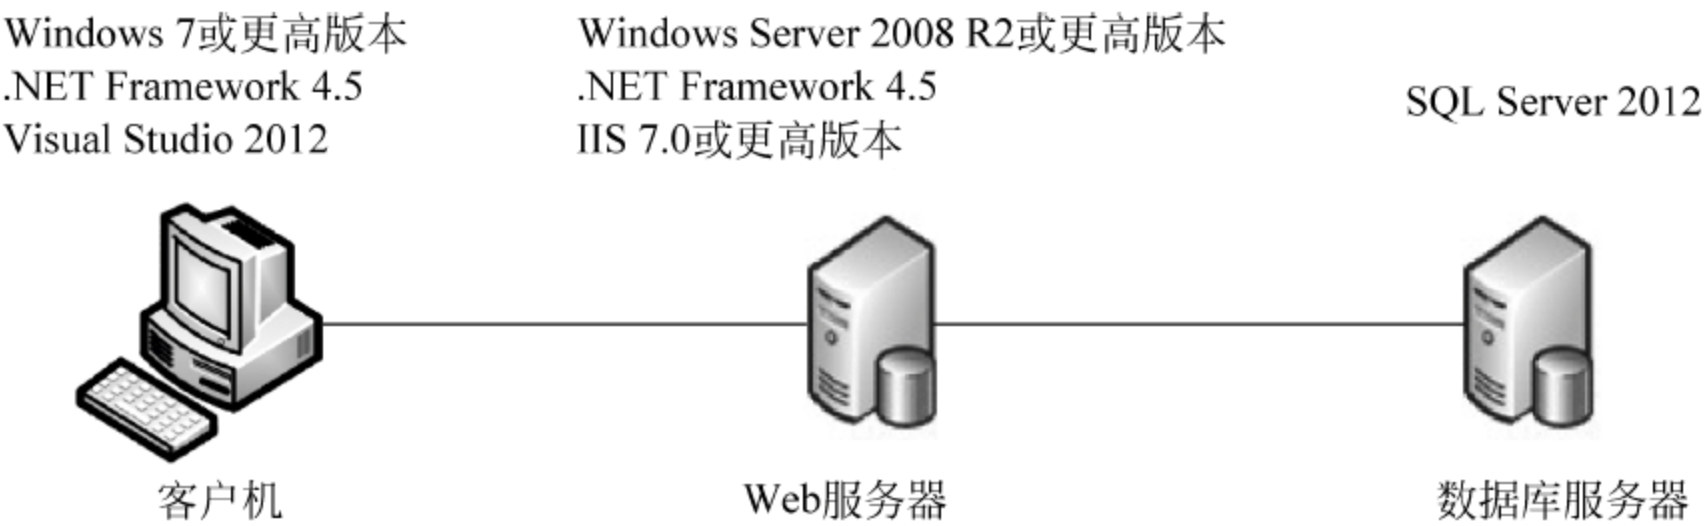 Windows 7或更高版本
.NET Framework 4.5
Visual Studio 2012
Windows Server 2008 R2或更高版本
.NET Framework 4.5
IIS 7.0或更高版本
SQL Server 2012
客户机
Web服务器
数据库服务器